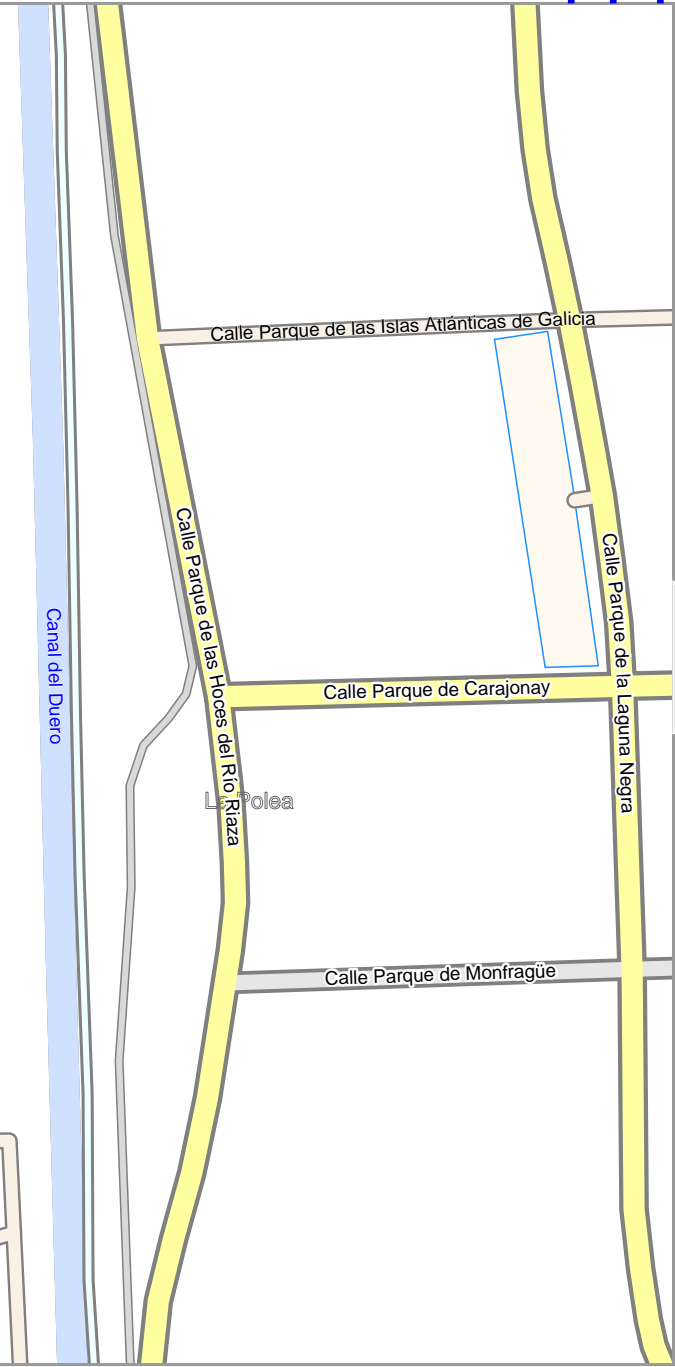 Calle Parque de las Islas Atlánticas de Galicia
Calle Parque de las Hoces del Río Riaza
Calle Parque de la Laguna Negra
Canal del Duero
Calle Parque de Carajonay
La Polea
Calle Parque de Monfragüe